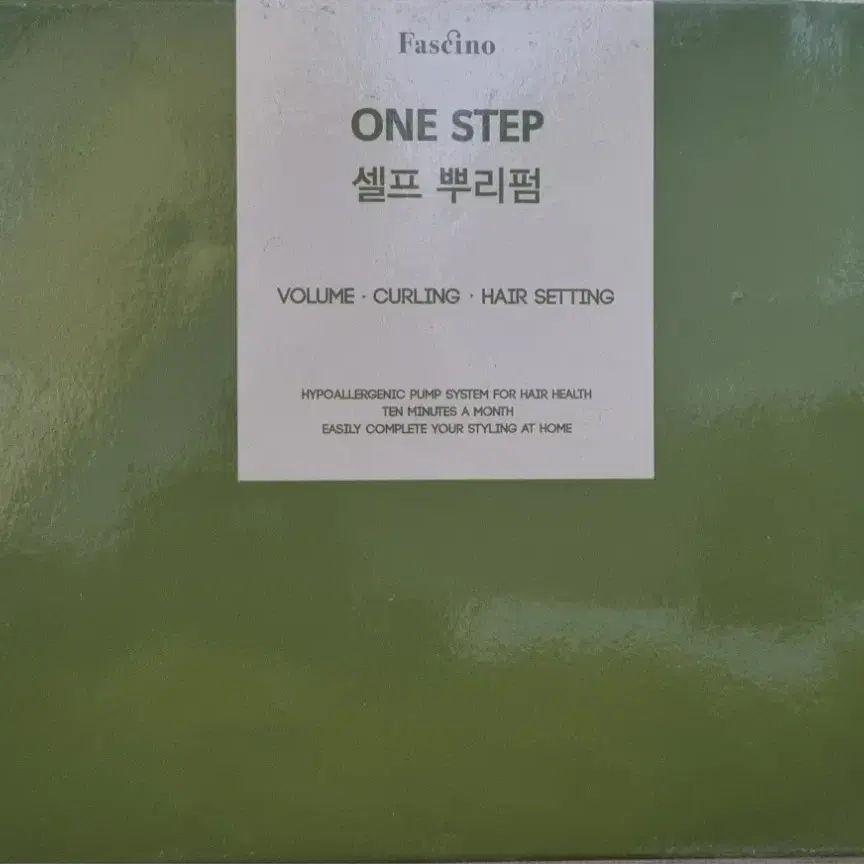 Fascino
ONE STEP
셀프 뿌리펌
VOLUME · CURLING · HAIR SETTING
HYPOALLERGENIC PUMP SYSTEM FOR HAIR HEALTH
TEN MINUTES A MONTH
EASILY COMPLETE YOUR STYLING AT HOME